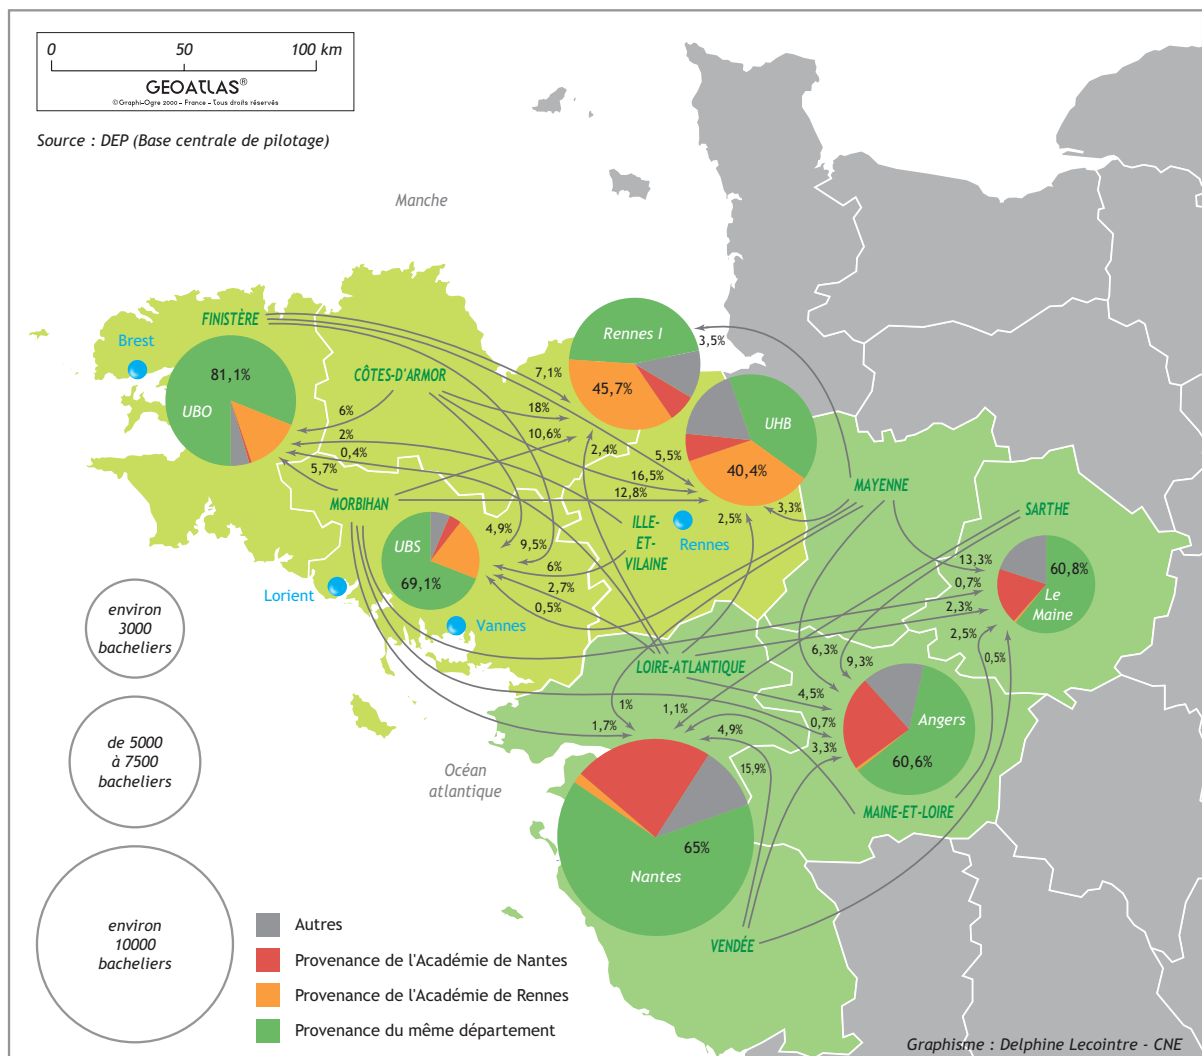 0 50 100 km
GEOATLAS®
© Graphi-Ogre 2000 - France - Tous droits réservés
Source : DEP (Base centrale de pilotage)
Manche
FINISTÈRE
Brest
81,1%
UBO
CÔTES-D'ARMOR
6%
2%
0,4%
5,7%
MORBIHAN
Rennes I
3,5%
45,7%
7,1%
18%
10,6%
2,4%
5,5%
16,5%
12,8%
UHB
40,4%
2,5%
3,3%
MAYENNE
SARTHE
ILLE-
ET-
VILAINE
Rennes
4,9%
9,5%
6%
2,7%
0,5%
UBS
69,1%
Lorient
Vannes
13,3%
0,7%
2,3%
2,5%
0,5%
60,8%
Le
Maine
LOIRE-ATLANTIQUE
6,3%
9,3%
4,5%
0,7%
3,3%
Angers
60,6%
1%
1,1%
1,7%
4,9%
15,9%
MAINE-ET-LOIRE
Océan
atlantique
65%
Nantes
VENDÉE
environ
3000
bacheliers
de 5000
à 7500
bacheliers
environ
10000
bacheliers
Autres
Provenance de l'Académie de Nantes
Provenance de l'Académie de Rennes
Provenance du même département
Graphisme : Delphine Lecointre - CNE